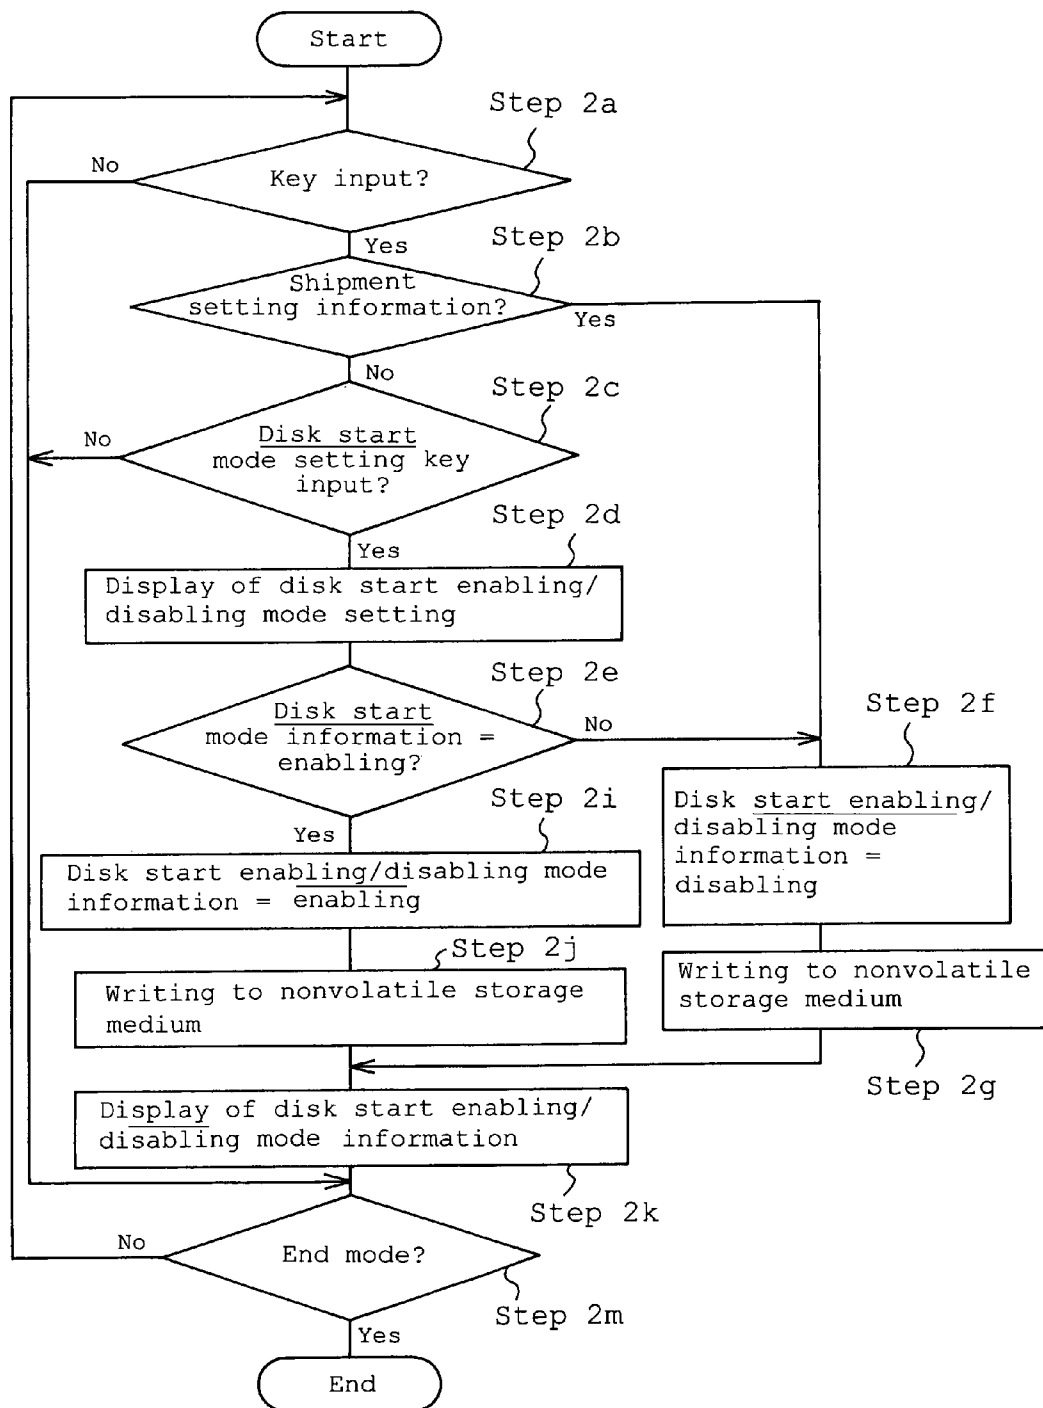 Start
Step 2a
No
Key input?
Yes
Step 2b
Shipment
setting information?
Yes
No
Step 2c
No
Disk start
mode setting key
input?
Step 2d
Yes
Display of disk start enabling/
disabling mode setting
Step 2e
Disk start
mode information =
enabling?
No
Step 2f
Step 2i
Yes
Disk start enabling/
disabling mode
information =
disabling
Disk start enabling/disabling mode
information = enabling
Step 2j
Writing to nonvolatile storage
medium
Writing to nonvolatile
storage medium
Step 2g
Display of disk start enabling/
disabling mode information
Step 2k
No
End mode?
Step 2m
Yes
End